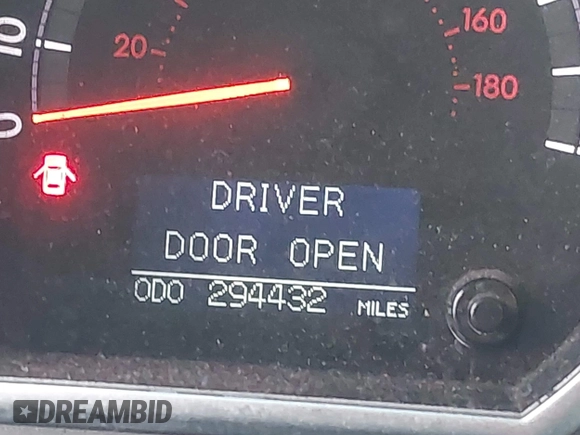 10
20
0
160
180
DRIVER
DOOR OPEN
ODO 294432 MILES
DREAMBID